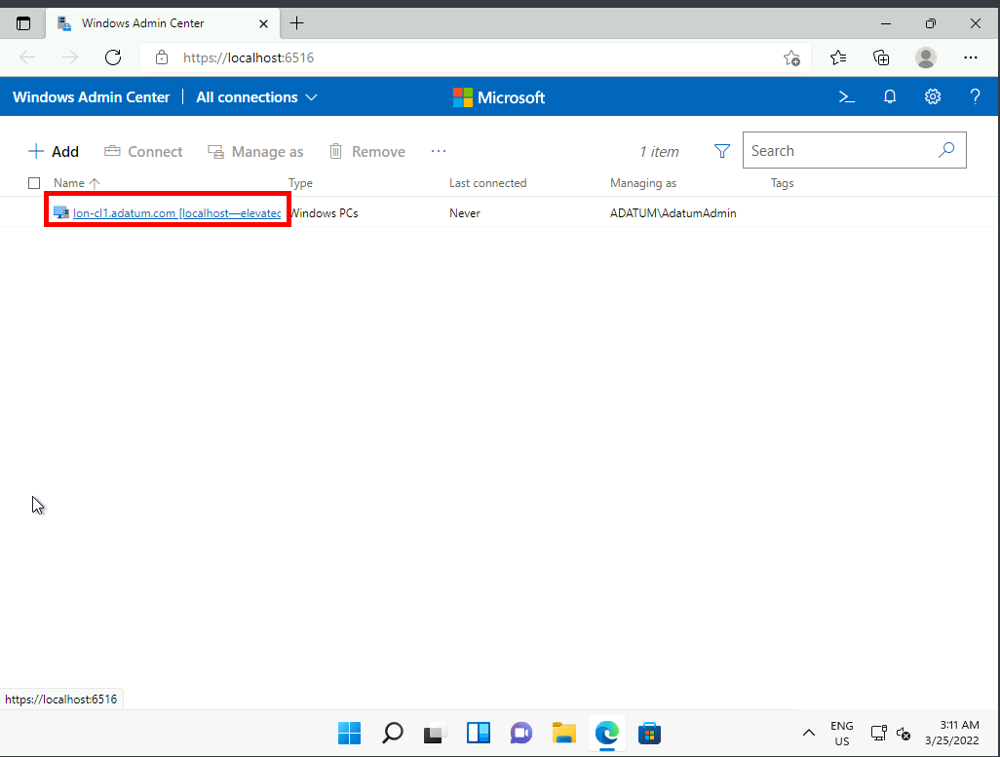 Windows Admin Center
https://localhost:6516
Windows Admin Center All connections Microsoft ?
Add Connect Manage as Remove ... 1 item Search
Name Type Last connected Managing as Tags
lon-cl1.adatum.com [localhost—elevated Windows PCs Never ADATUM\AdatumAdmin
https://localhost:6516
ENG 3:11 AM
US 3/25/2022